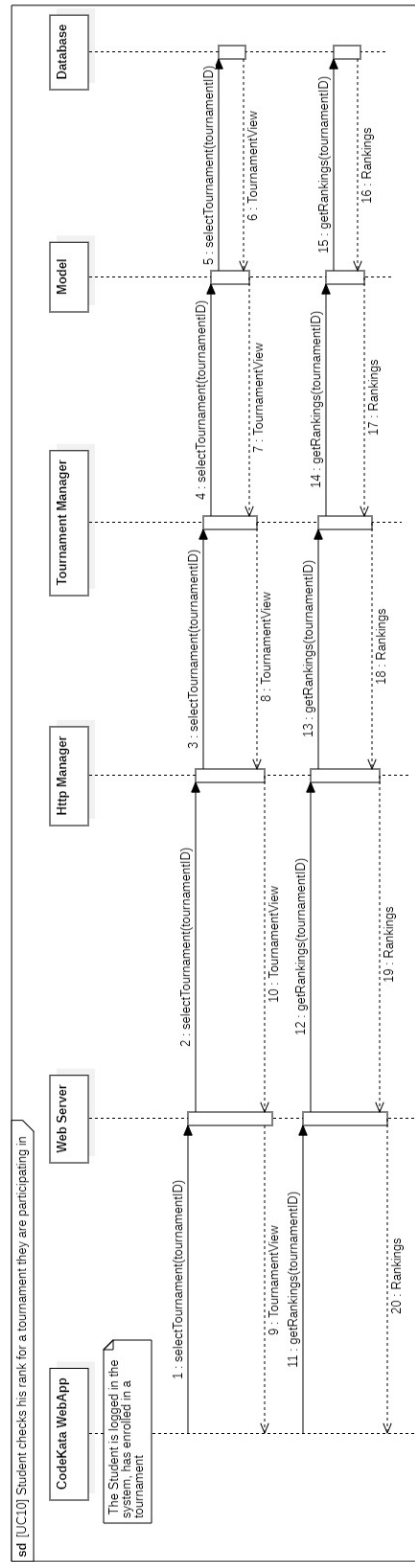 sd [UC10] Student checks his rank for a tournament they are participating in
CodeKata WebApp
Web Server
Http Manager
Tournament Manager
Model
Database
The Student is logged in the
system, has enrolled in a
tournament
1 : selectTournament(tournamentID)
2 : selectTournament(tournamentID)
3 : selectTournament(tournamentID)
4 : selectTournament(tournamentID)
5 : selectTournament(tournamentID)
6 : TournamentView
7 : TournamentView
8 : TournamentView
10 : TournamentView
9 : TournamentView
11 : getRankings(tournamentID)
12 : getRankings(tournamentID)
13 : getRankings(tournamentID)
14 : getRankings(tournamentID)
15 : getRankings(tournamentID)
16 : Rankings
17 : Rankings
18 : Rankings
19 : Rankings
20 : Rankings